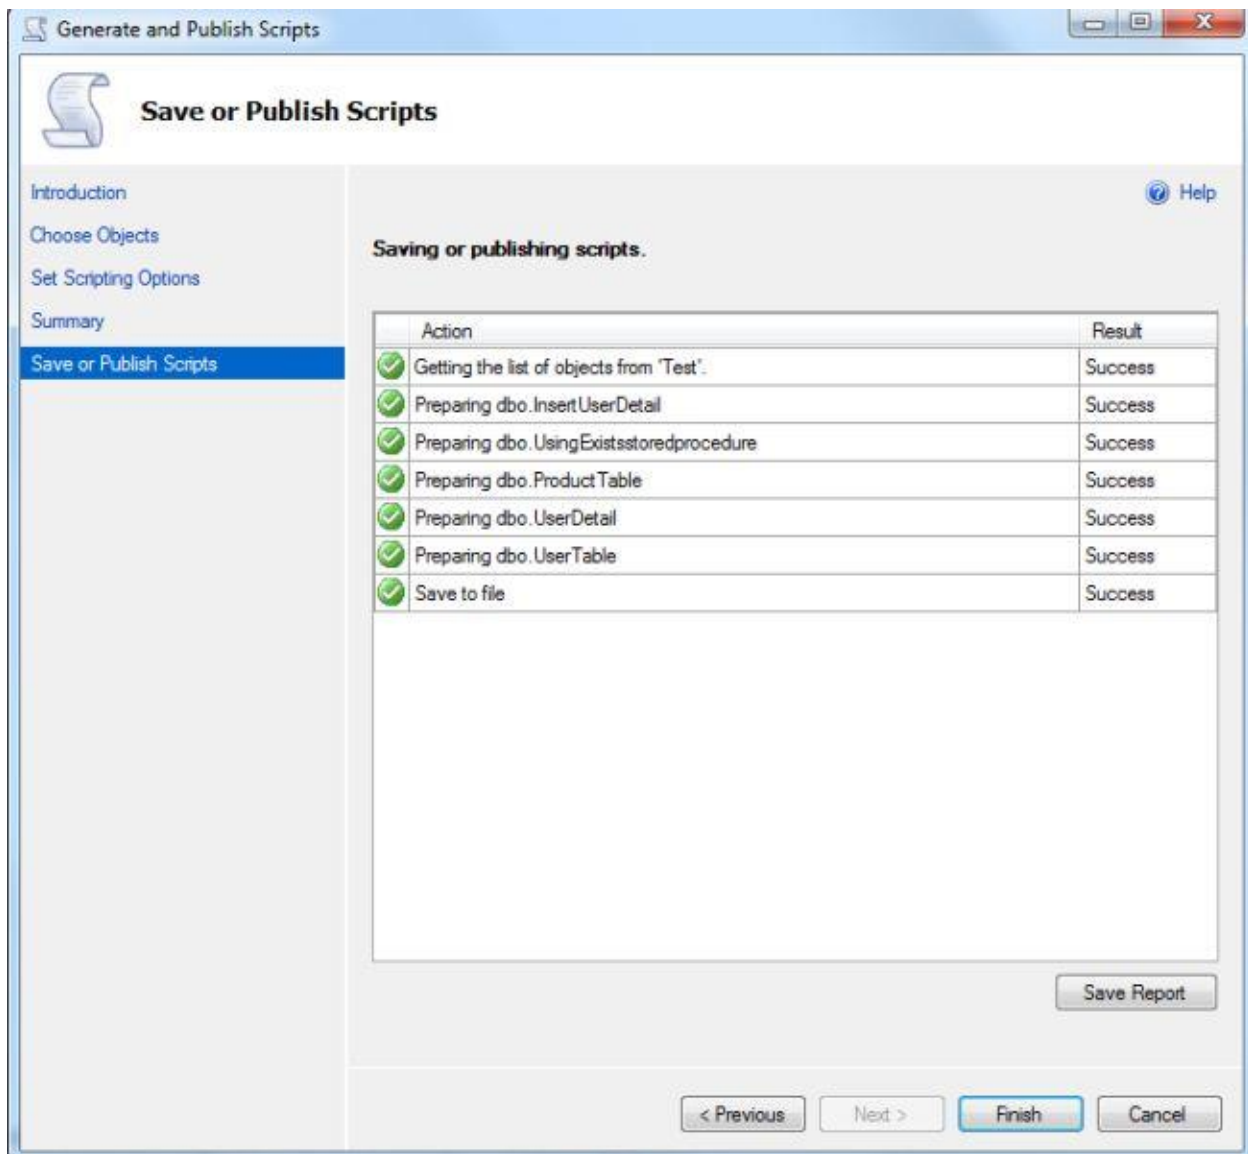 Generate and Publish Scripts
X
Save or Publish Scripts
Introduction
Choose Objects
Set Scripting Options
Summary
Save or Publish Scripts
Help
Saving or publishing scripts.
Action Result
Getting the list of objects from 'Test'. Success
Preparing dbo.InsertUserDetail Success
Preparing dbo.UsingExistsstoredprocedure Success
Preparing dbo.ProductTable Success
Preparing dbo.UserDetail Success
Preparing dbo.UserTable Success
Save to file Success
Save Report
< Previous Next > Finish Cancel